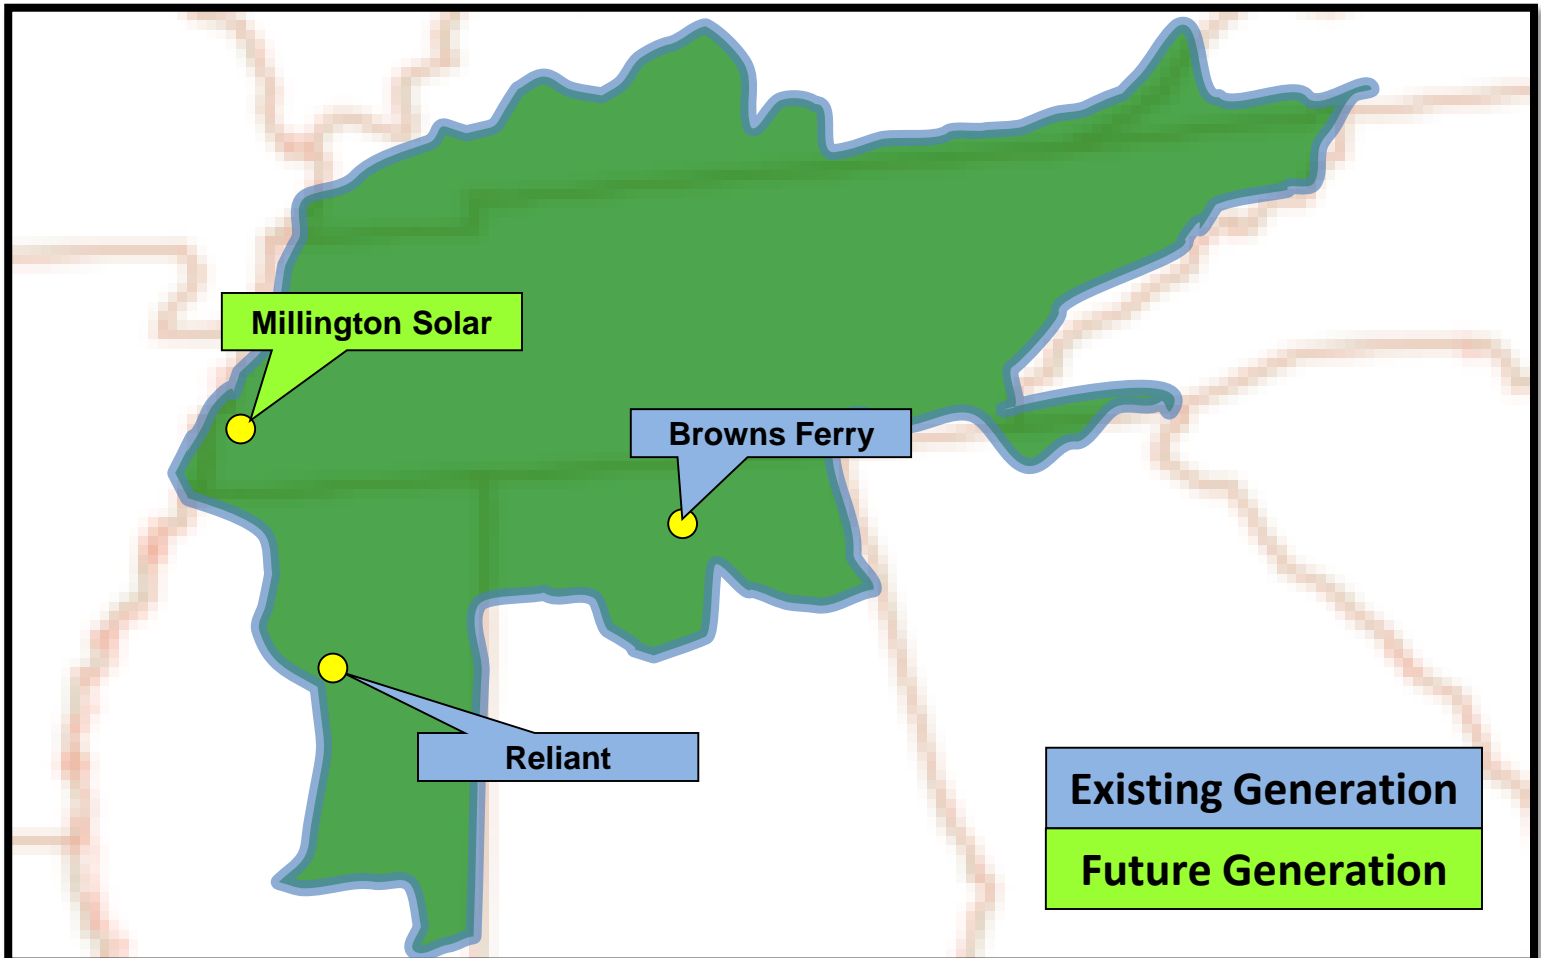 Millington Solar
Browns Ferry
Reliant
Existing Generation
Future Generation